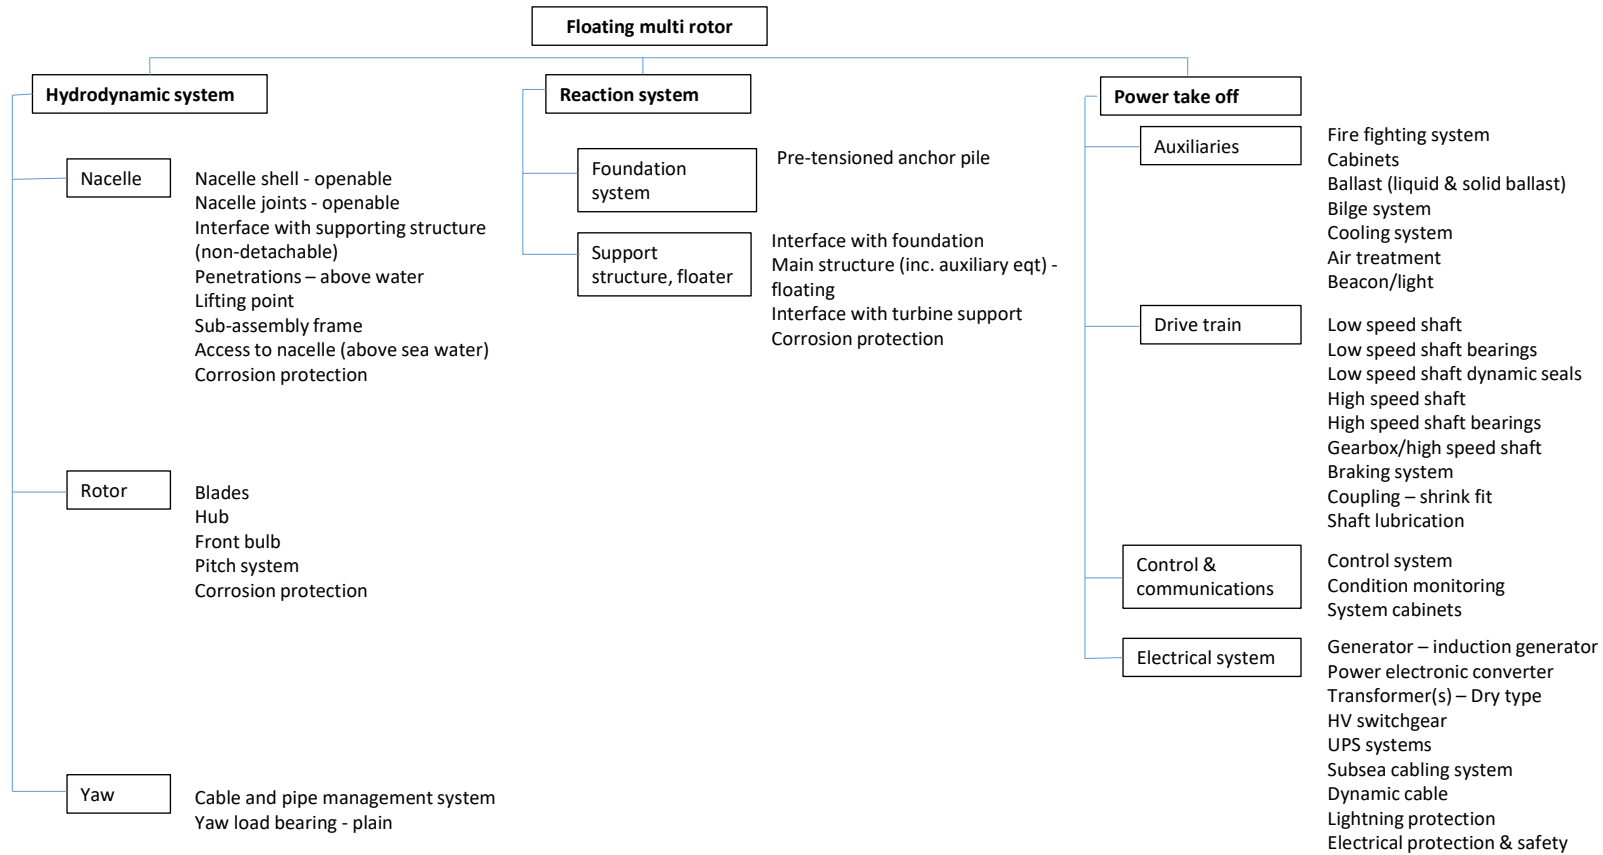 Floating multi rotor
Hydrodynamic system
Nacelle
Nacelle shell - openable
Nacelle joints - openable
Interface with supporting structure
(non-detachable)
Penetrations – above water
Lifting point
Sub-assembly frame
Access to nacelle (above sea water)
Corrosion protection
Rotor
Blades
Hub
Front bulb
Pitch system
Corrosion protection
Yaw
Cable and pipe management system
Yaw load bearing - plain
Reaction system
Foundation
system
Pre-tensioned anchor pile
Support
structure, floater
Interface with foundation
Main structure (inc. auxiliary eqt) -
floating
Interface with turbine support
Corrosion protection
Power take off
Auxiliaries
Fire fighting system
Cabinets
Ballast (liquid & solid ballast)
Bilge system
Cooling system
Air treatment
Beacon/light
Drive train
Low speed shaft
Low speed shaft bearings
Low speed shaft dynamic seals
High speed shaft
High speed shaft bearings
Gearbox/high speed shaft
Braking system
Coupling – shrink fit
Shaft lubrication
Control &
communications
Control system
Condition monitoring
System cabinets
Electrical system
Generator – induction generator
Power electronic converter
Transformer(s) – Dry type
HV switchgear
UPS systems
Subsea cabling system
Dynamic cable
Lightning protection
Electrical protection & safety